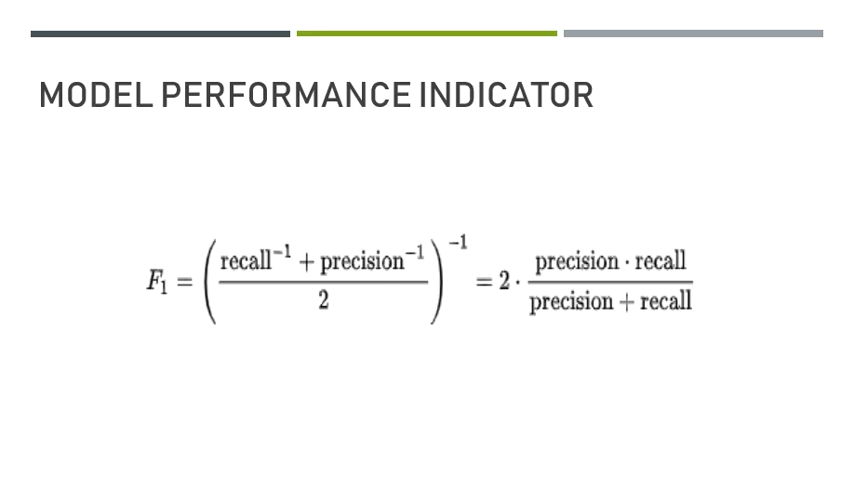 MODEL PERFORMANCE INDICATOR
F₁ = ( (recall⁻¹ + precision⁻¹) / 2 )⁻¹ = 2 · (precision · recall) / (precision + recall)